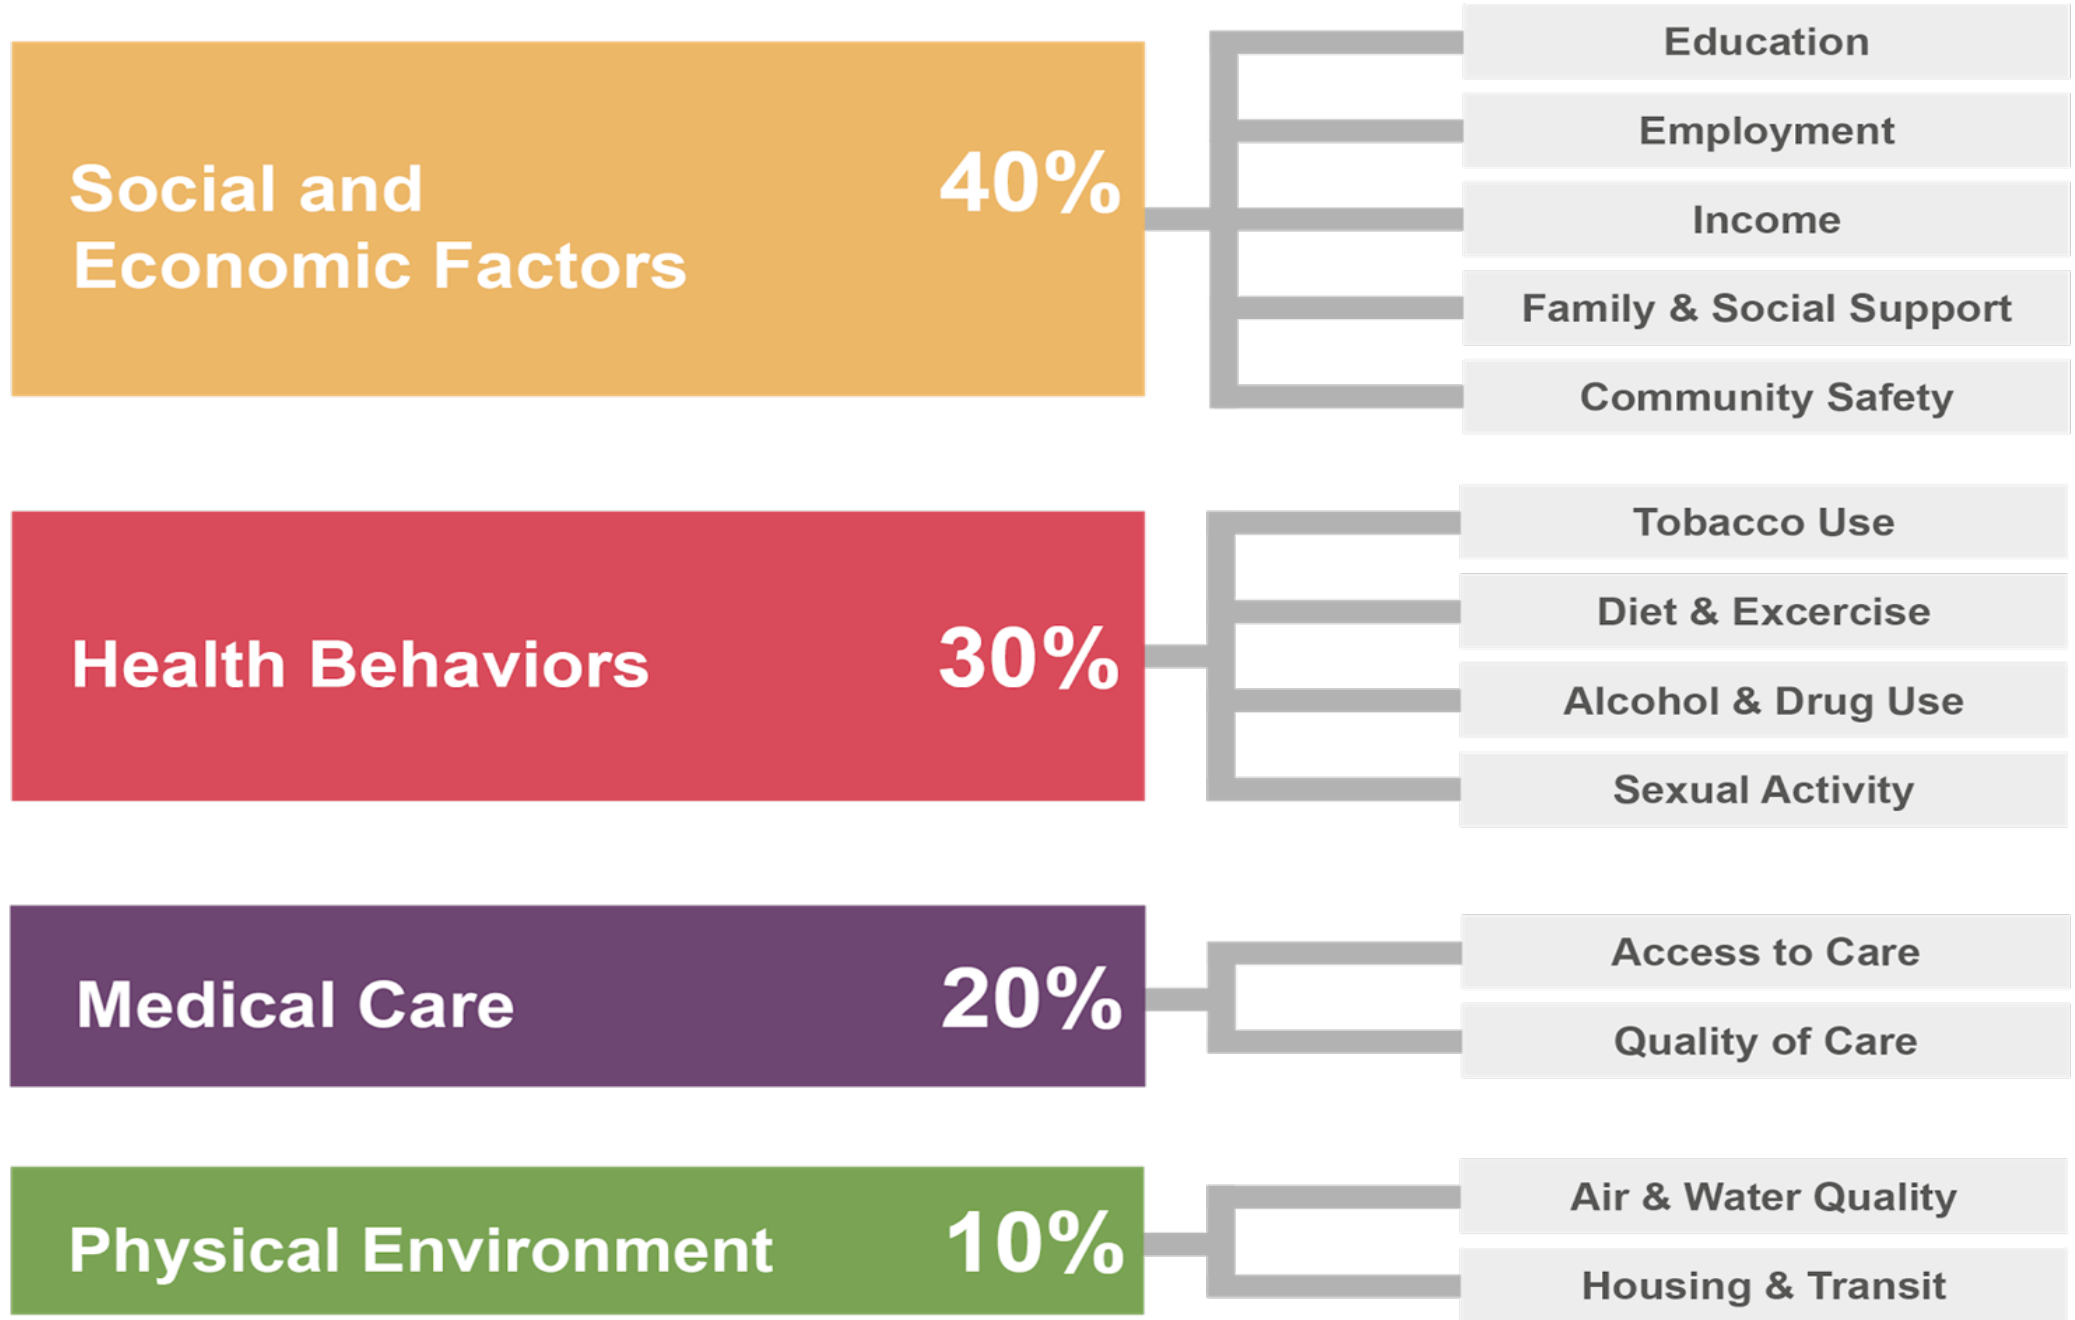 Social and
Economic Factors
40%
Education
Employment
Income
Family & Social Support
Community Safety
Health Behaviors
30%
Tobacco Use
Diet & Excercise
Alcohol & Drug Use
Sexual Activity
Medical Care
20%
Access to Care
Quality of Care
Physical Environment
10%
Air & Water Quality
Housing & Transit